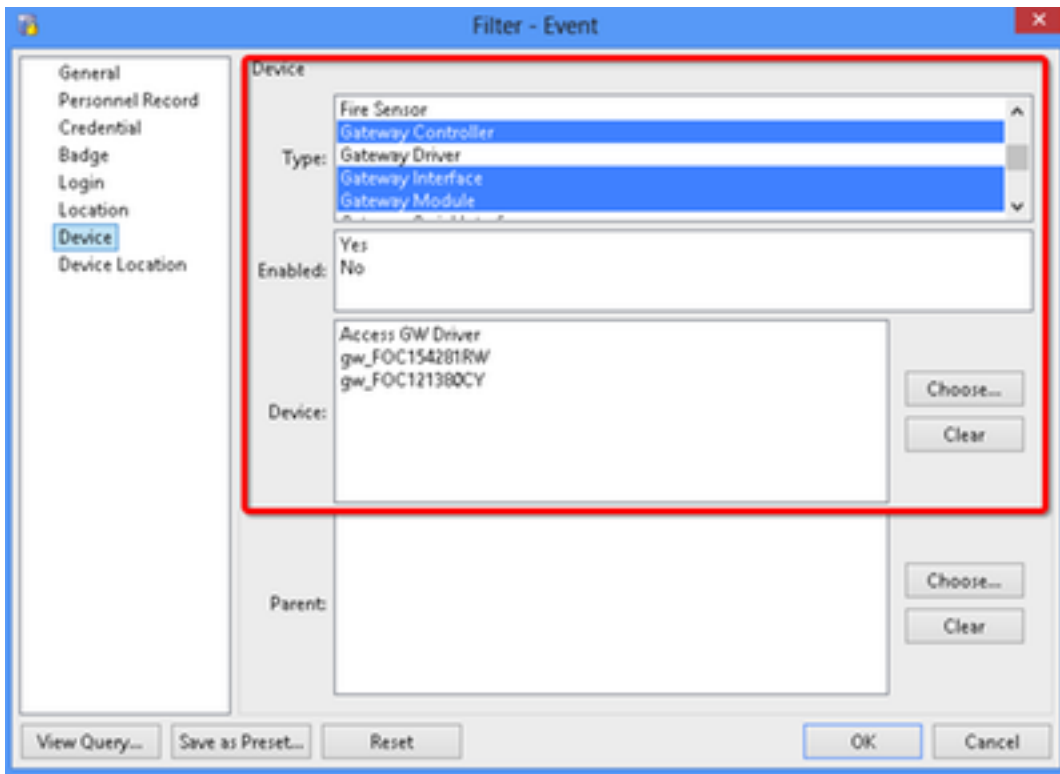 Filter - Event
General
Personnel Record
Credential
Badge
Login
Location
Device
Device Location
Device
Type:
Fire Sensor
Gateway Controller
Gateway Driver
Gateway Interface
Gateway Module
Enabled:
Yes
No
Device:
Access GW Driver
gw_FOC154281RW
gw_FOC121380CY
Choose...
Clear
Parent:
Choose...
Clear
View Query... Save as Preset... Reset OK Cancel